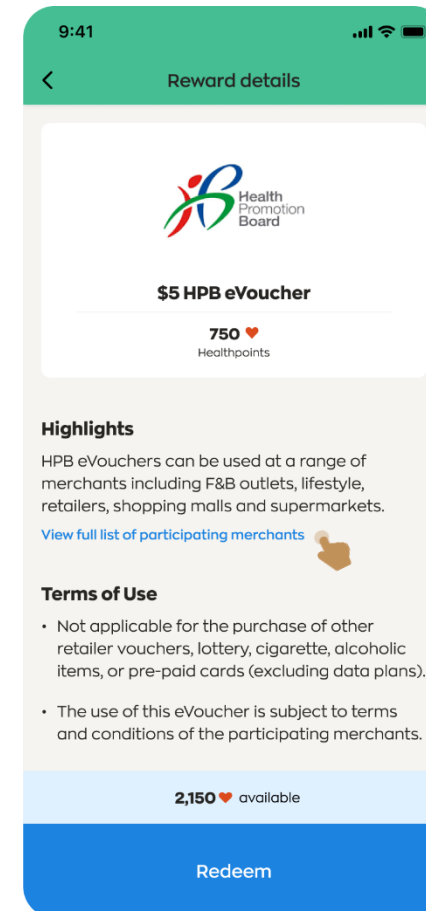 9:41
Reward details
Health
Promotion
Board
$5 HPB eVoucher
750
Healthpoints
Highlights
HPB eVouchers can be used at a range of
merchants including F&B outlets, lifestyle,
retailers, shopping malls and supermarkets.
View full list of participating merchants
Terms of Use
• Not applicable for the purchase of other
retailer vouchers, lottery, cigarette, alcoholic
items, or pre-paid cards (excluding data plans).
• The use of this eVoucher is subject to terms
and conditions of the participating merchants.
2,150 available
Redeem